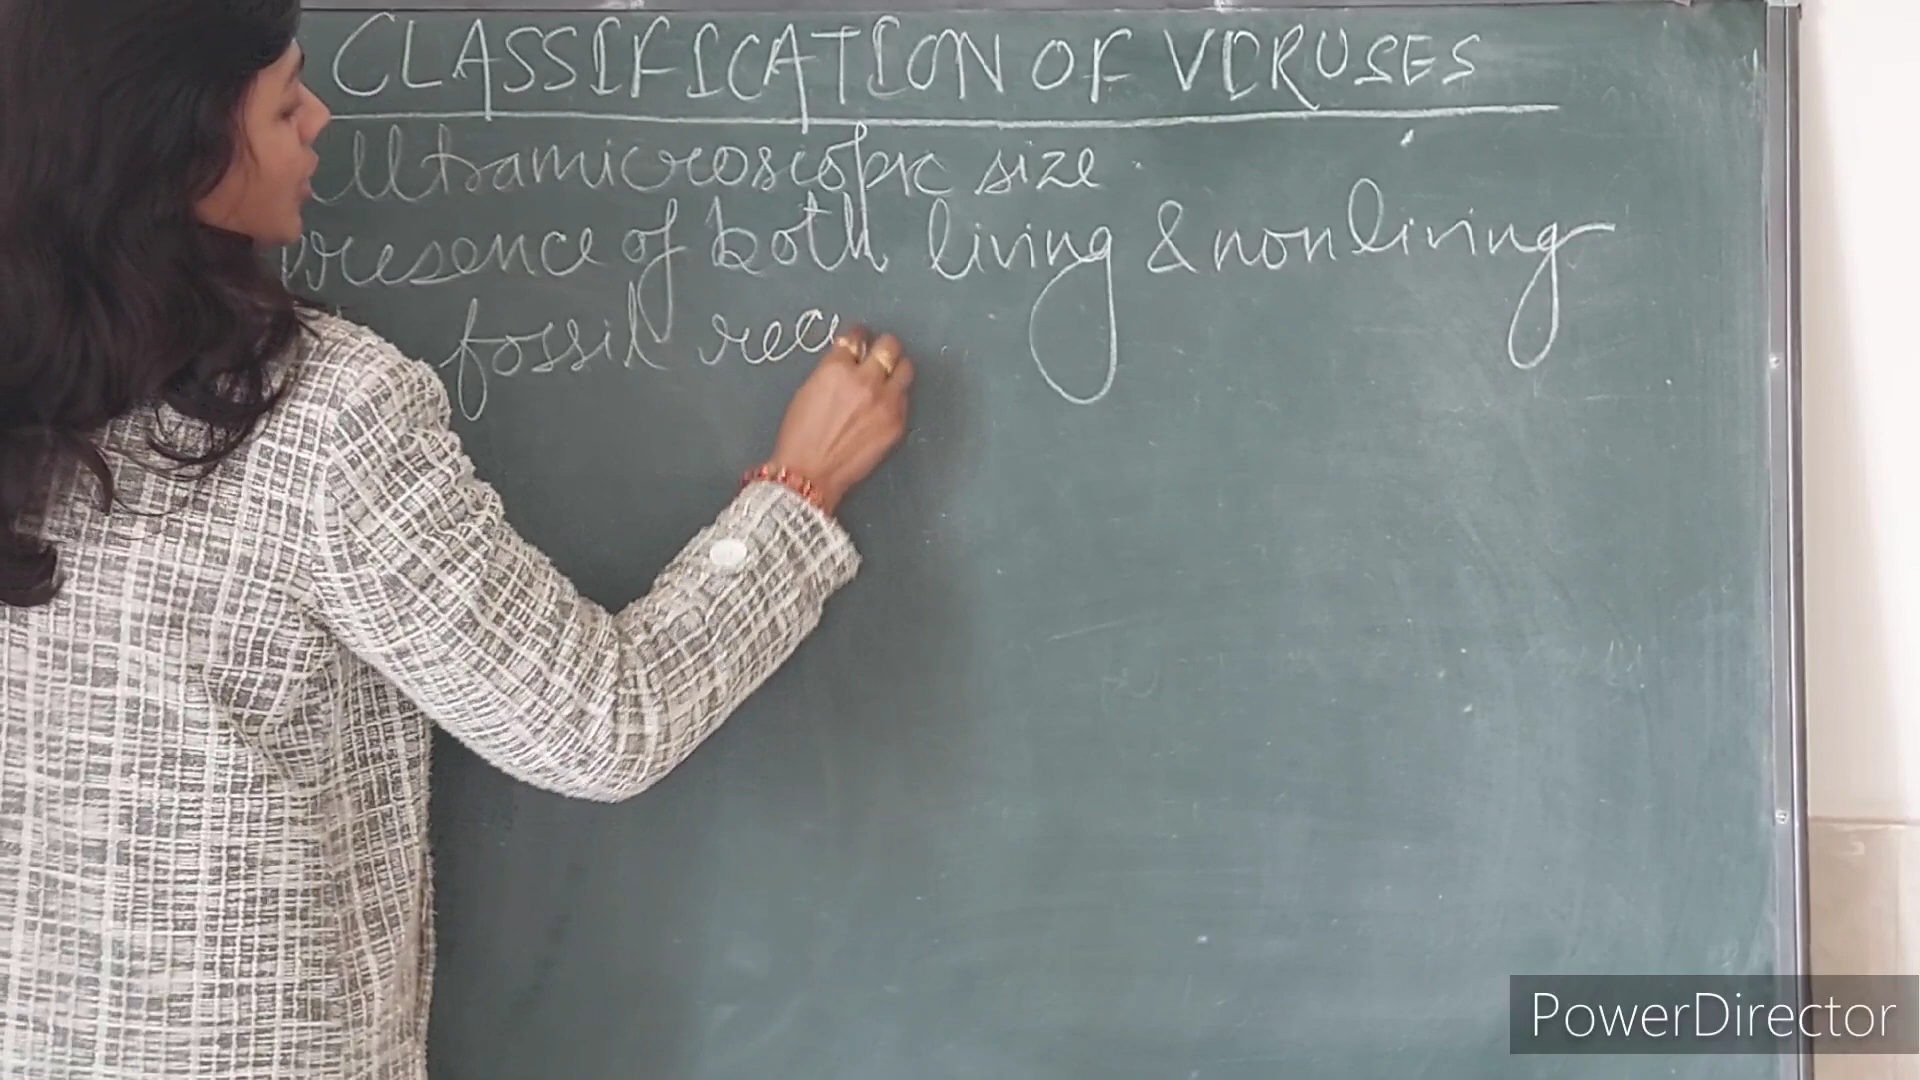 CLASSIFICATION OF VIRUSES
Ultramicroscopic size
presence of both living & nonliving
fossil rec
PowerDirector